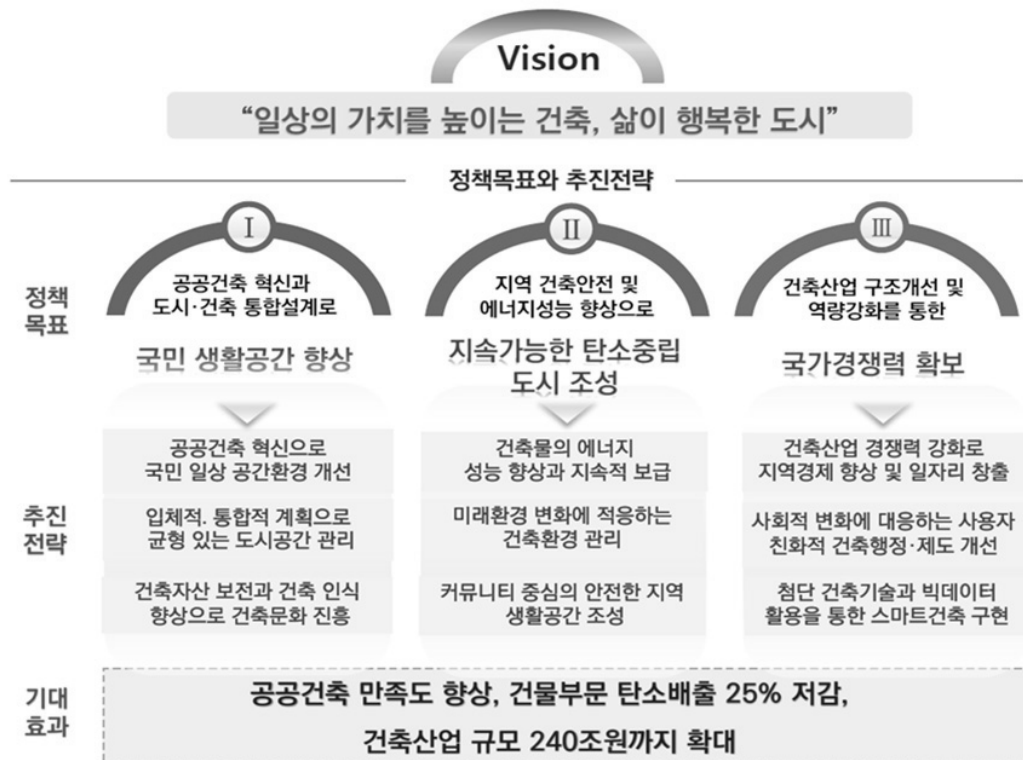 Vision
“일상의 가치를 높이는 건축, 삶이 행복한 도시”
정책목표와 추진전략
정책
목표
I
공공건축 혁신과
도시·건축 통합설계로
국민 생활공간 향상
II
지역 건축안전 및
에너지성능 향상으로
지속가능한 탄소중립
도시 조성
III
건축산업 구조개선 및
역량강화를 통한
국가경쟁력 확보
추진
전략
공공건축 혁신으로
국민 일상 공간환경 개선
입체적. 통합적 계획으로
균형 있는 도시공간 관리
건축자산 보전과 건축 인식
향상으로 건축문화 진흥
건축물의 에너지
성능 향상과 지속적 보급
미래환경 변화에 적응하는
건축환경 관리
커뮤니티 중심의 안전한 지역
생활공간 조성
건축산업 경쟁력 강화로
지역경제 향상 및 일자리 창출
사회적 변화에 대응하는 사용자
친화적 건축행정·제도 개선
첨단 건축기술과 빅데이터
활용을 통한 스마트건축 구현
기대
효과
공공건축 만족도 향상, 건물부문 탄소배출 25% 저감,
건축산업 규모 240조원까지 확대